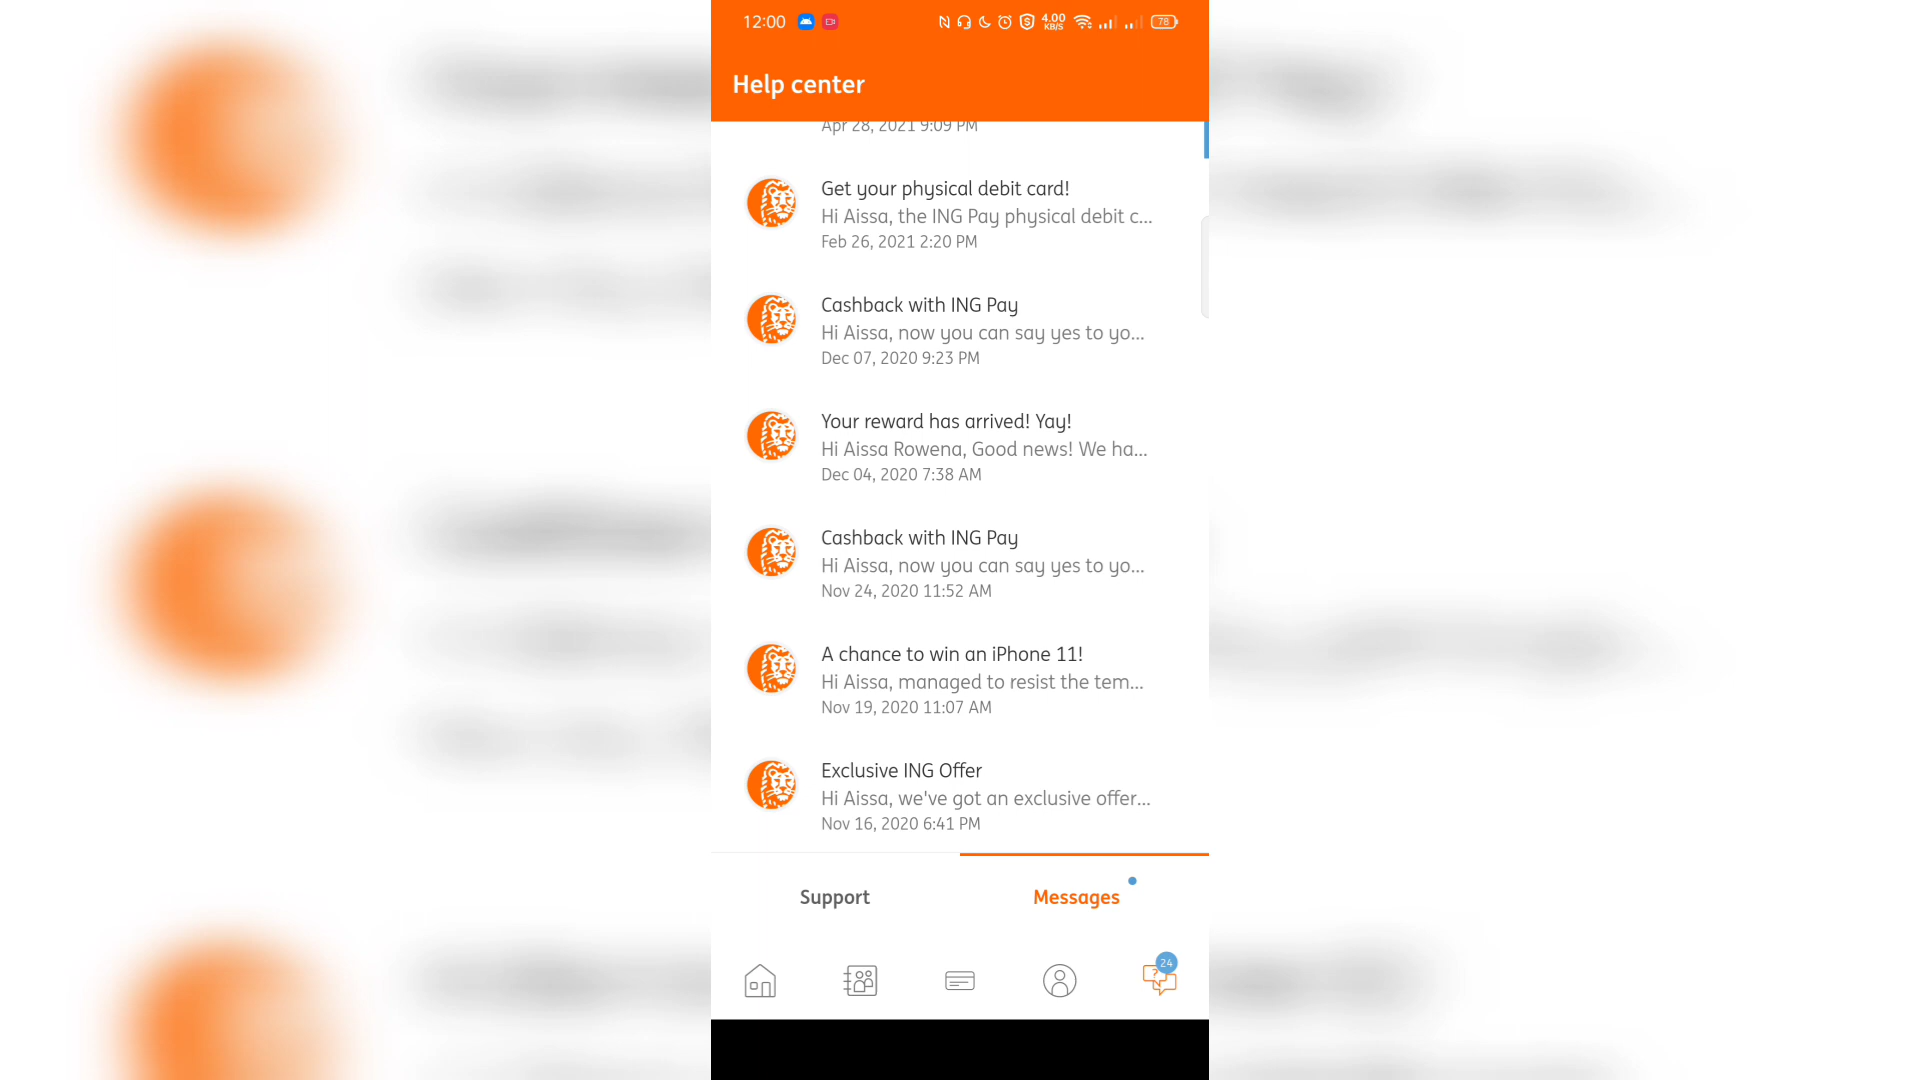 12:00
4.00
KB/S
78
Help center
Apr 28, 2021 9:09 PM
Get your physical debit card!
Hi Aissa, the ING Pay physical debit c...
Feb 26, 2021 2:20 PM
Cashback with ING Pay
Hi Aissa, now you can say yes to yo...
Dec 07, 2020 9:23 PM
Your reward has arrived! Yay!
Hi Aissa Rowena, Good news! We ha...
Dec 04, 2020 7:38 AM
Cashback with ING Pay
Hi Aissa, now you can say yes to yo...
Nov 24, 2020 11:52 AM
A chance to win an iPhone 11!
Hi Aissa, managed to resist the tem...
Nov 19, 2020 11:07 AM
Exclusive ING Offer
Hi Aissa, we've got an exclusive offer...
Nov 16, 2020 6:41 PM
Support
Messages
24
?